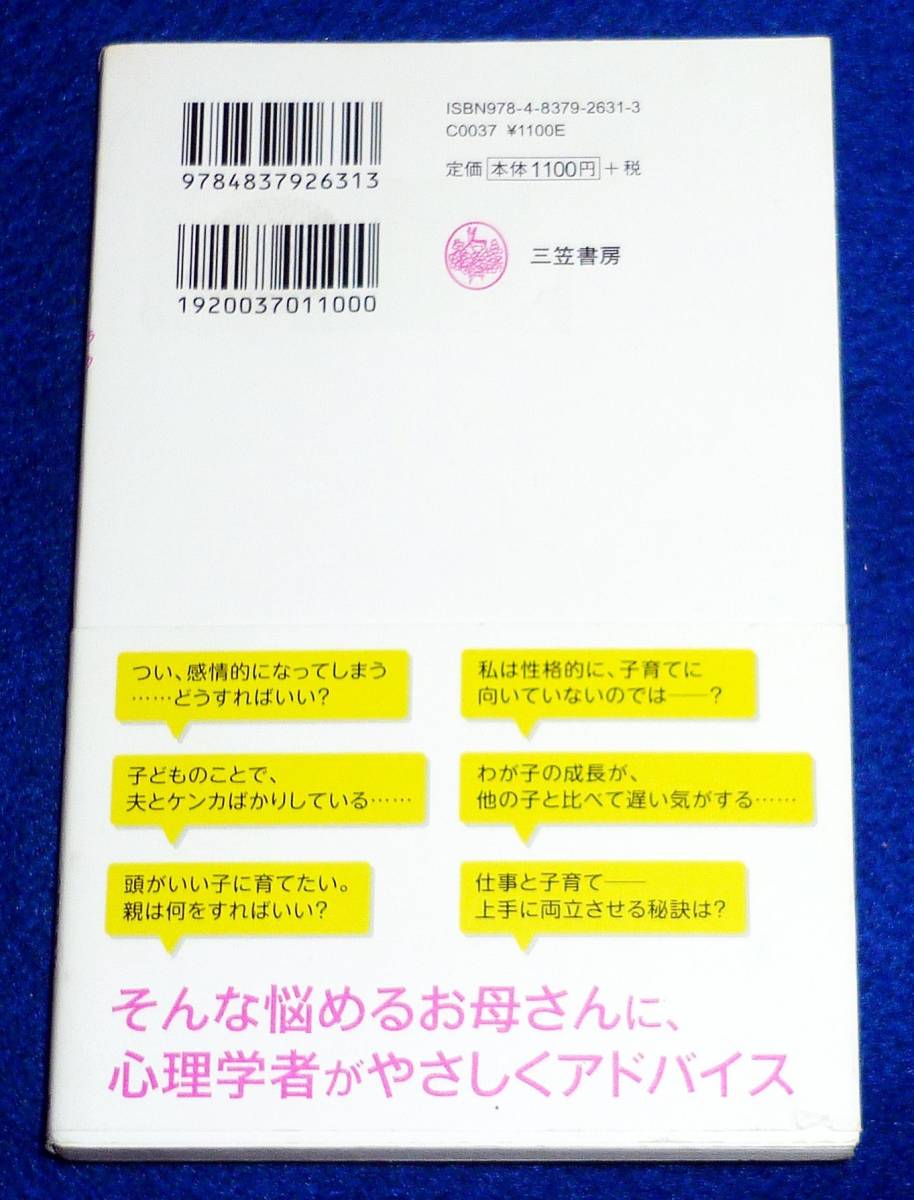 ISBN978-4-8379-2631-3
C0037 ¥1100E
定価 本体1100円 +税
9784837926313
1920037011000
三笠書房
つい、感情的になってしまう
……どうすればいい?
私は性格的に、子育てに
向いていないのでは――?
子どものことで、
夫とケンカばかりしている……
わが子の成長が、
他の子と比べて遅い気がする……
頭がいい子に育てたい。
親は何をすればいい?
仕事と子育て――
上手に両立させる秘訣は?
そんな悩めるお母さんに、
心理学者がやさしくアドバイス